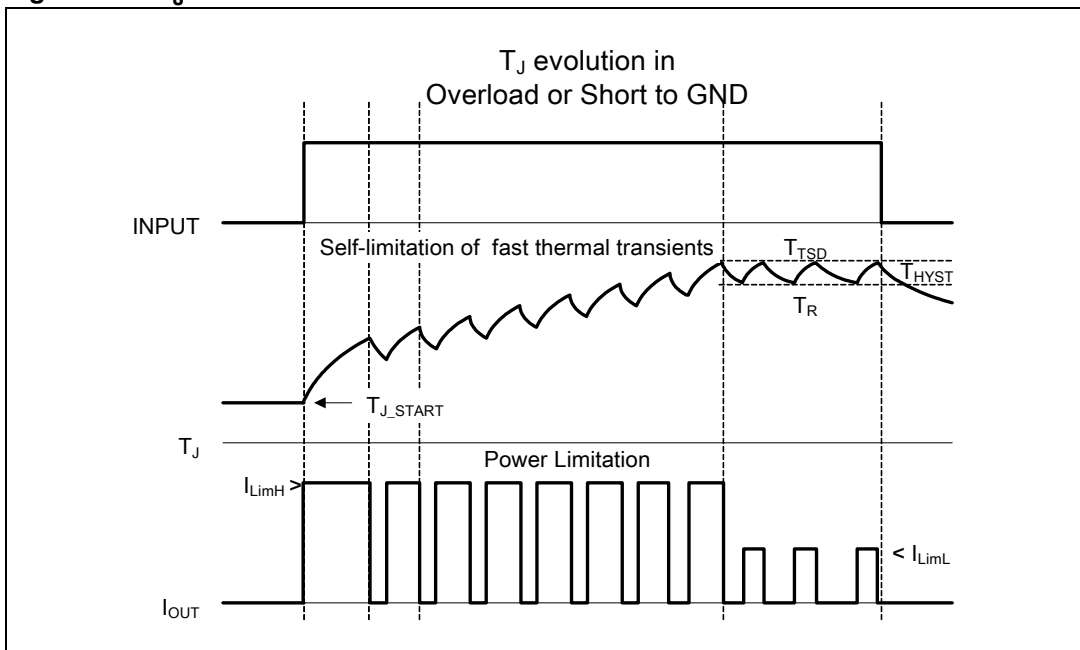 T_J evolution in
Overload or Short to GND
INPUT
Self-limitation of fast thermal transients
T_TSD
T_HYST
T_R
T_J_START
T_J
Power Limitation
I_LimH >
< I_LimL
I_OUT